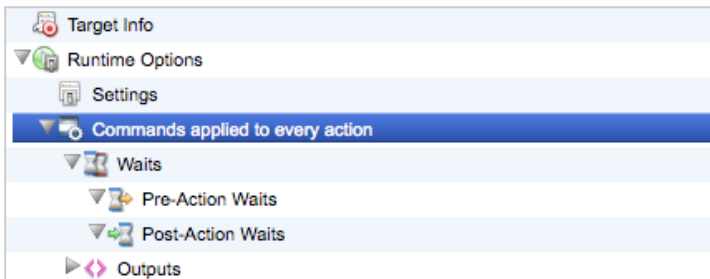 Target Info
Runtime Options
Settings
Commands applied to every action
Waits
Pre-Action Waits
Post-Action Waits
Outputs